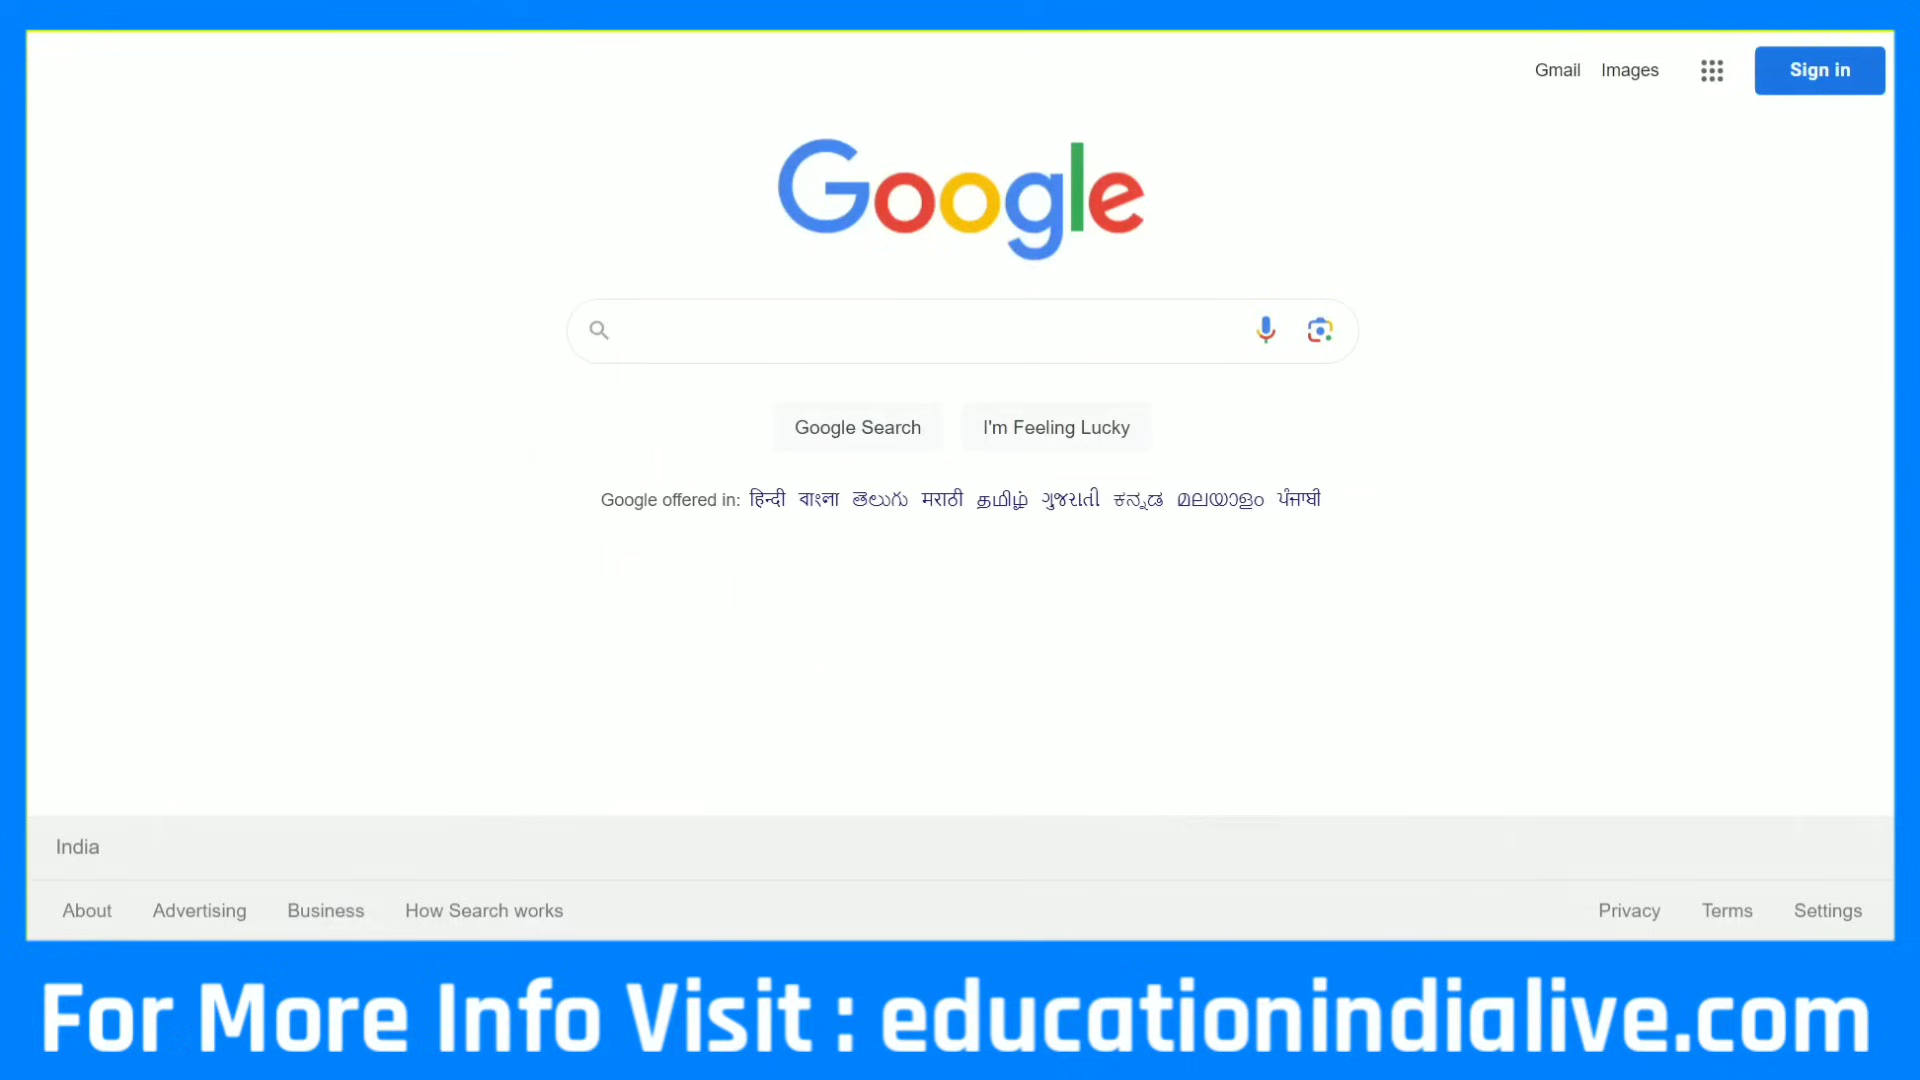 Gmail Images Sign in
Google
Google Search I'm Feeling Lucky
Google offered in: हिन्दी বাংলা తెలుగు मराठी தமிழ் ગુજરાતી ಕನ್ನಡ മലയാളം ਪੰਜਾਬੀ
India
About Advertising Business How Search works Privacy Terms Settings
For More Info Visit : educationindialive.com